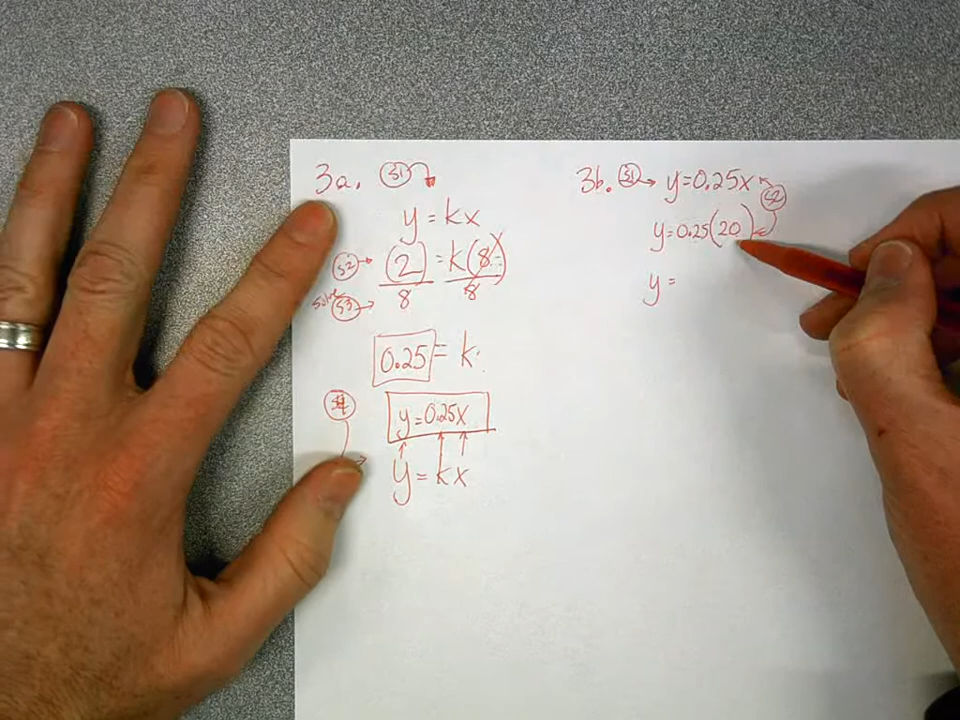 3a. S1
y = kx
S2 (2) = k(8)
solve S3 8 8
0.25 = k
S4 y = 0.25x
y = kx
3b. S1 y = 0.25x
S2
y = 0.25(20)
y =